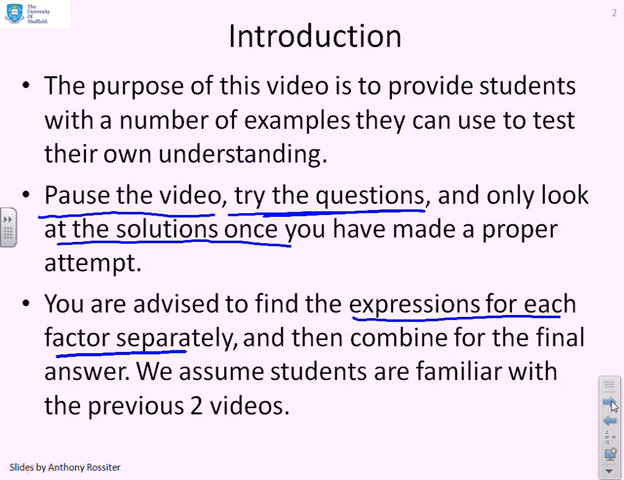 The
University
Of
Sheffield.
2
Introduction
• The purpose of this video is to provide students
with a number of examples they can use to test
their own understanding.
• Pause the video, try the questions, and only look
at the solutions once you have made a proper
attempt.
• You are advised to find the expressions for each
factor separately, and then combine for the final
answer. We assume students are familiar with
the previous 2 videos.
Slides by Anthony Rossiter